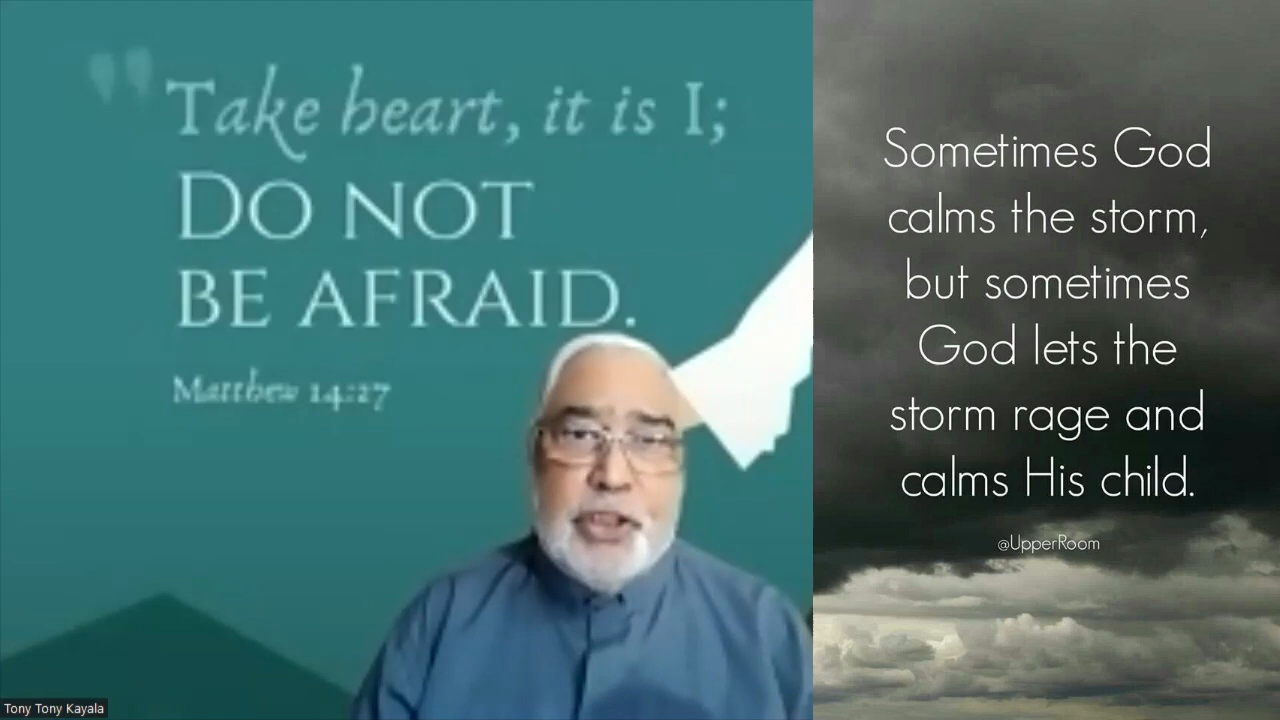 "Take heart, it is I;
DO NOT
BE AFRAID.
Matthew 14:27
Tony Tony Kayala
Sometimes God
calms the storm,
but sometimes
God lets the
storm rage and
calms His child.
@UpperRoom